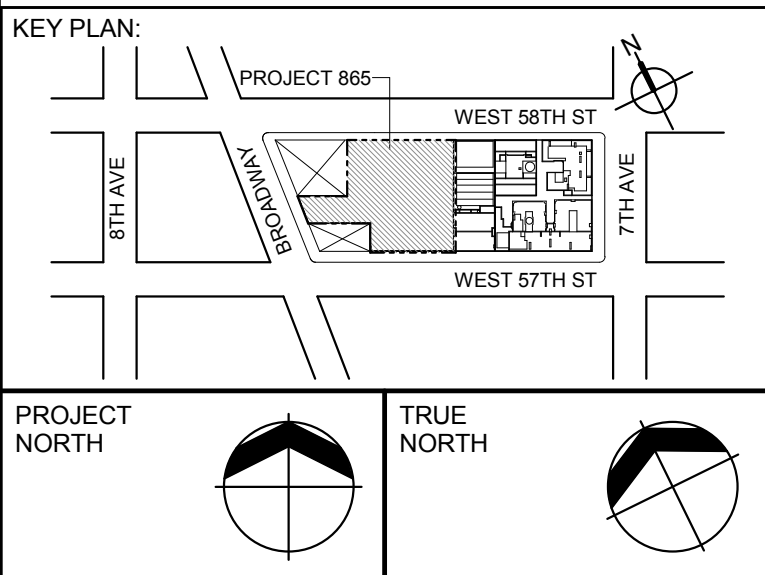 KEY PLAN:
N
PROJECT 865
WEST 58TH ST
8TH AVE
BROADWAY
7TH AVE
WEST 57TH ST
PROJECT
NORTH
TRUE
NORTH